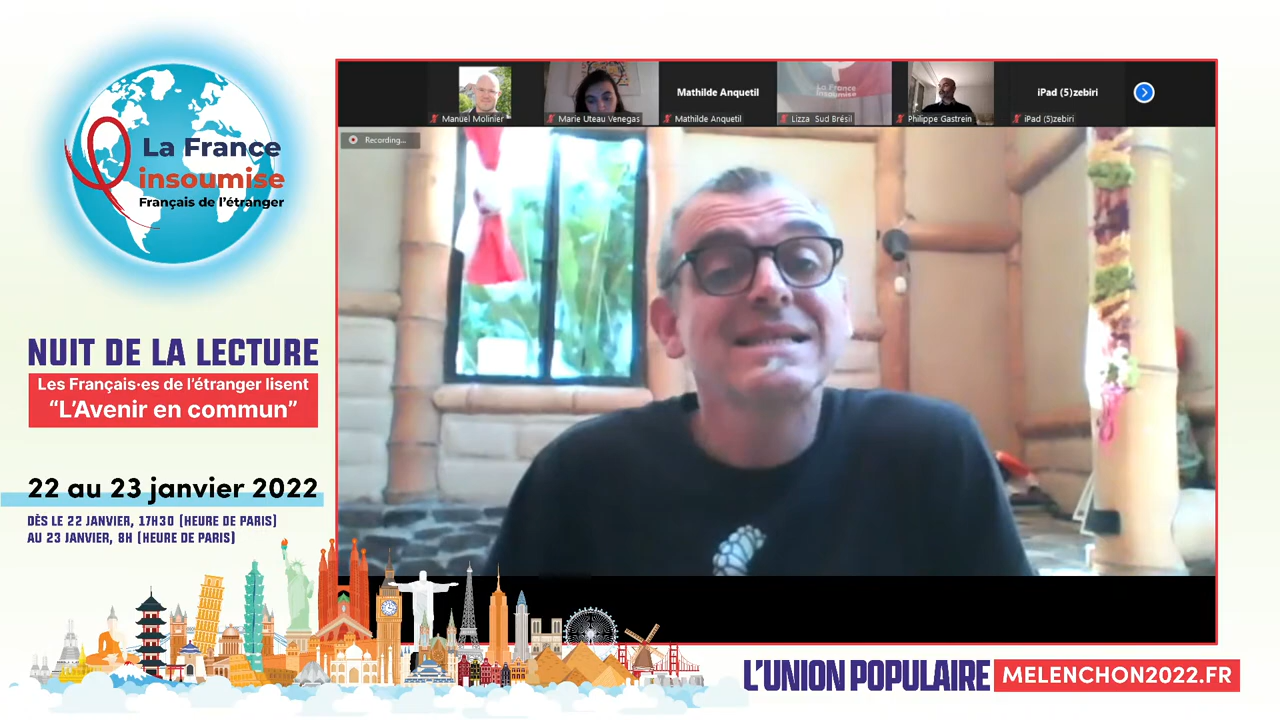 La France
insoumise
Français de l'étranger
NUIT DE LA LECTURE
Les Français·es de l'étranger lisent
“L'Avenir en commun”
22 au 23 janvier 2022
DÈS LE 22 JANVIER, 17H30 (HEURE DE PARIS)
AU 23 JANVIER, 8H (HEURE DE PARIS)
Mathilde Anquetil
La France
insoumise
iPad (5)zebiri
Manuel Molinier
Marie Uteau Venegas
Mathilde Anquetil
Lizza Sud Brésil
Philippe Gastrein
iPad (5)zebiri
Recording...
L'UNION POPULAIRE
MELENCHON2022.FR